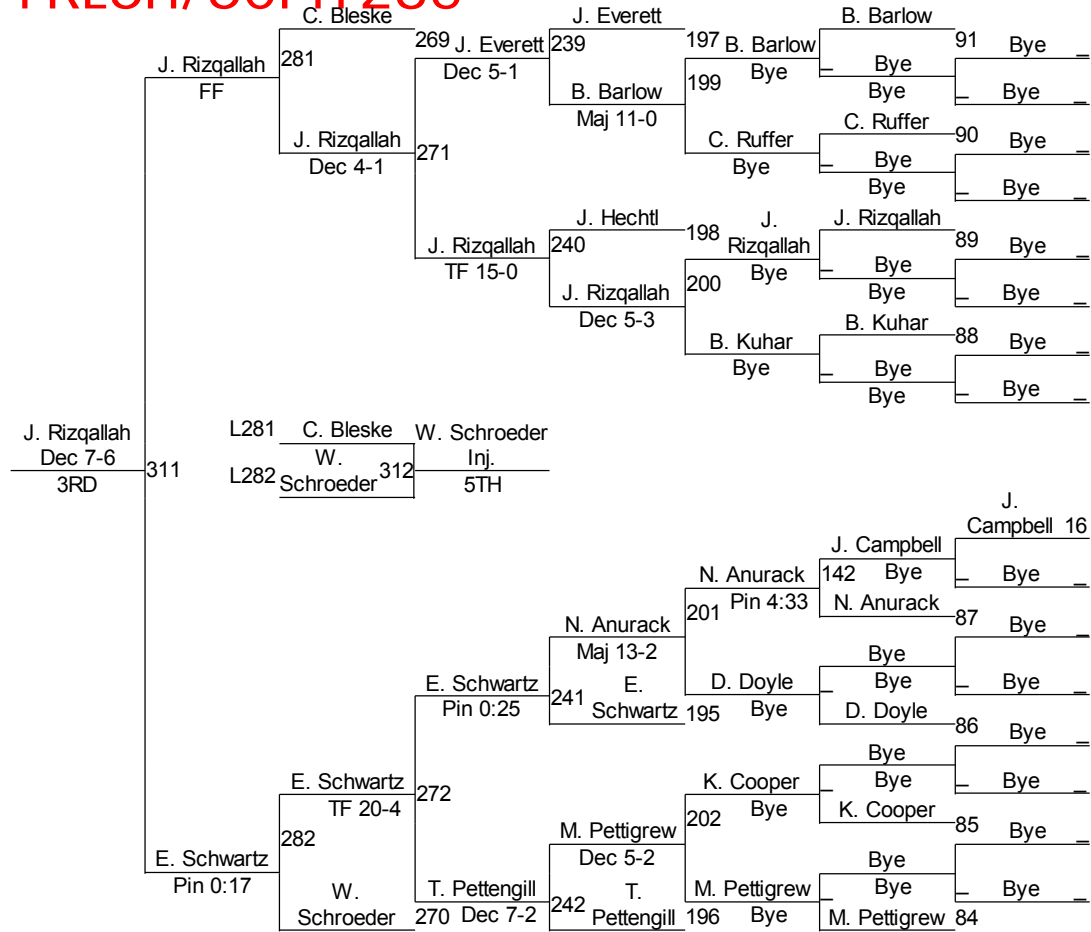 C. Bleske
J. Everett
B. Barlow
269 J. Everett 239
197 B. Barlow
91 Bye _
J. Rizqallah 281
Dec 5-1
Bye
_ Bye
FF
B. Barlow 199
Bye
_ Bye _
Maj 11-0
C. Ruffer
C. Ruffer 90 Bye _
J. Rizqallah 271
Bye
_ Bye
Dec 4-1
Bye
_ Bye _
J. Hechtl 198
J. Rizqallah
J. Rizqallah
89 Bye _
J. Rizqallah 240
Bye
_ Bye
TF 15-0
J. Rizqallah 200
Bye
_ Bye _
Dec 5-3
B. Kuhar
B. Kuhar 88 Bye _
Bye
_ Bye
Bye
_ Bye _
J. Rizqallah
L281 C. Bleske
W. Schroeder
Dec 7-6
311
W.
312
Inj.
3RD
L282 Schroeder
5TH
J.
Campbell 16
J. Campbell
N. Anurack 142 Bye
_ Bye _
Pin 4:33
N. Anurack
N. Anurack 201
87 Bye _
Maj 13-2
Bye
E. Schwartz
E.
D. Doyle
_ Bye
_ Bye _
Pin 0:25
241 Schwartz 195 Bye
D. Doyle
86 Bye _
Bye
E. Schwartz 272
K. Cooper
_ Bye
_ Bye _
TF 20-4
202 Bye
K. Cooper
282
M. Pettigrew
85 Bye _
E. Schwartz
Dec 5-2
Bye
Pin 0:17
W.
T. Pettengill
T.
M. Pettigrew
_ Bye
_ Bye _
Schroeder 270 Dec 7-2 242 Pettengill 196 Bye
M. Pettigrew 84